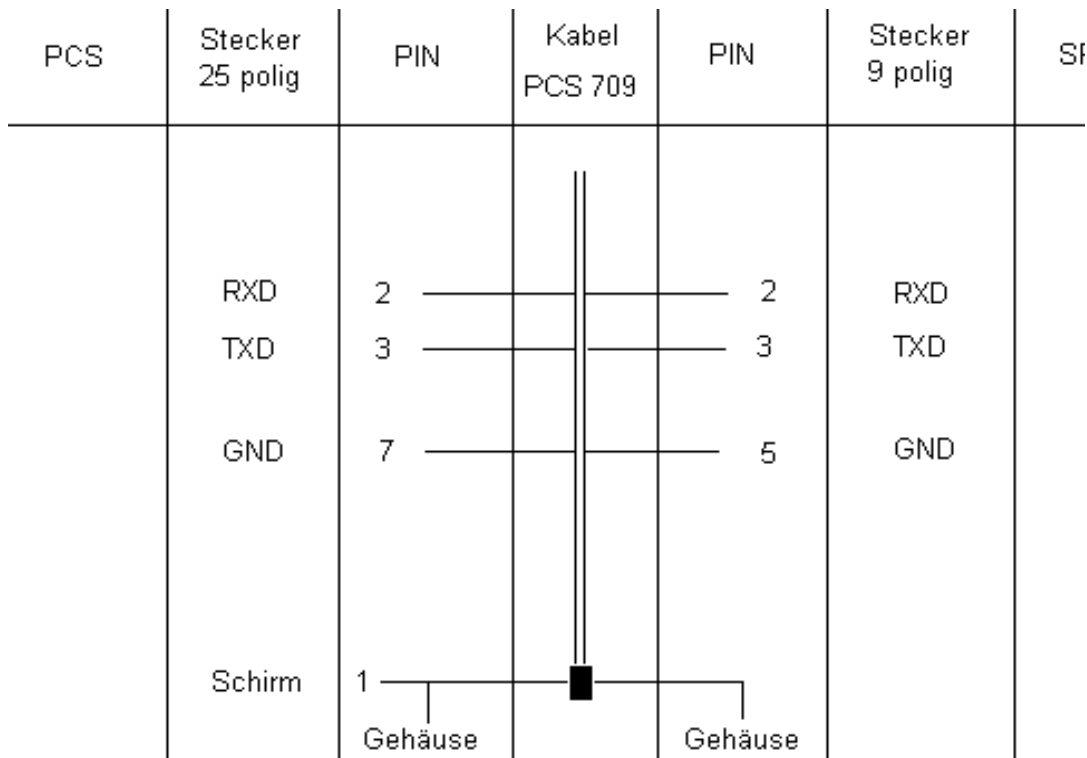 PCS
Stecker
25 polig
PIN
Kabel
PCS 709
PIN
Stecker
9 polig
RXD 2 2 RXD
TXD 3 3 TXD
GND 7 5 GND
Schirm 1
Gehäuse Gehäuse